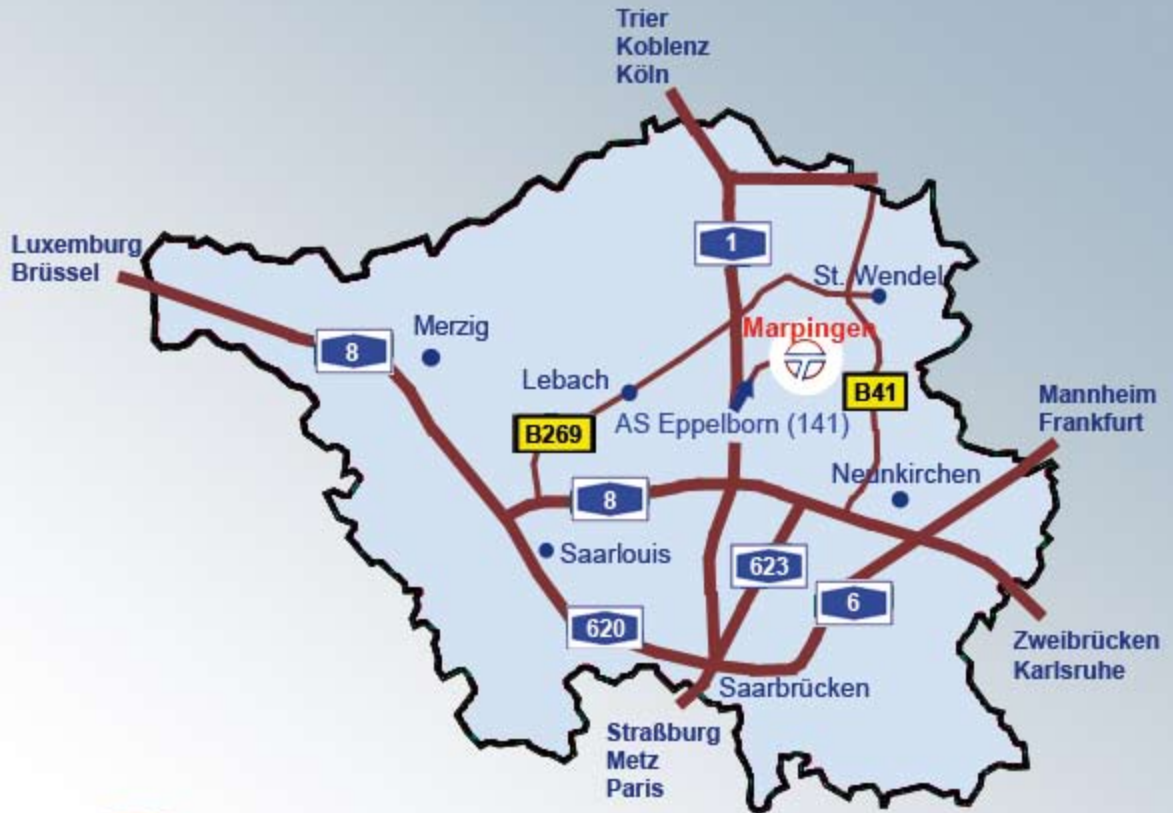 Trier
Koblenz
Köln
Luxemburg
Brüssel
1
St. Wendel
Merzig
8
Marpingen
Lebach
B41
Mannheim
Frankfurt
AS Eppelborn (141)
B269
Neunkirchen
8
Saarlouis
623
6
620
Zweibrücken
Karlsruhe
Saarbrücken
Straßburg
Metz
Paris